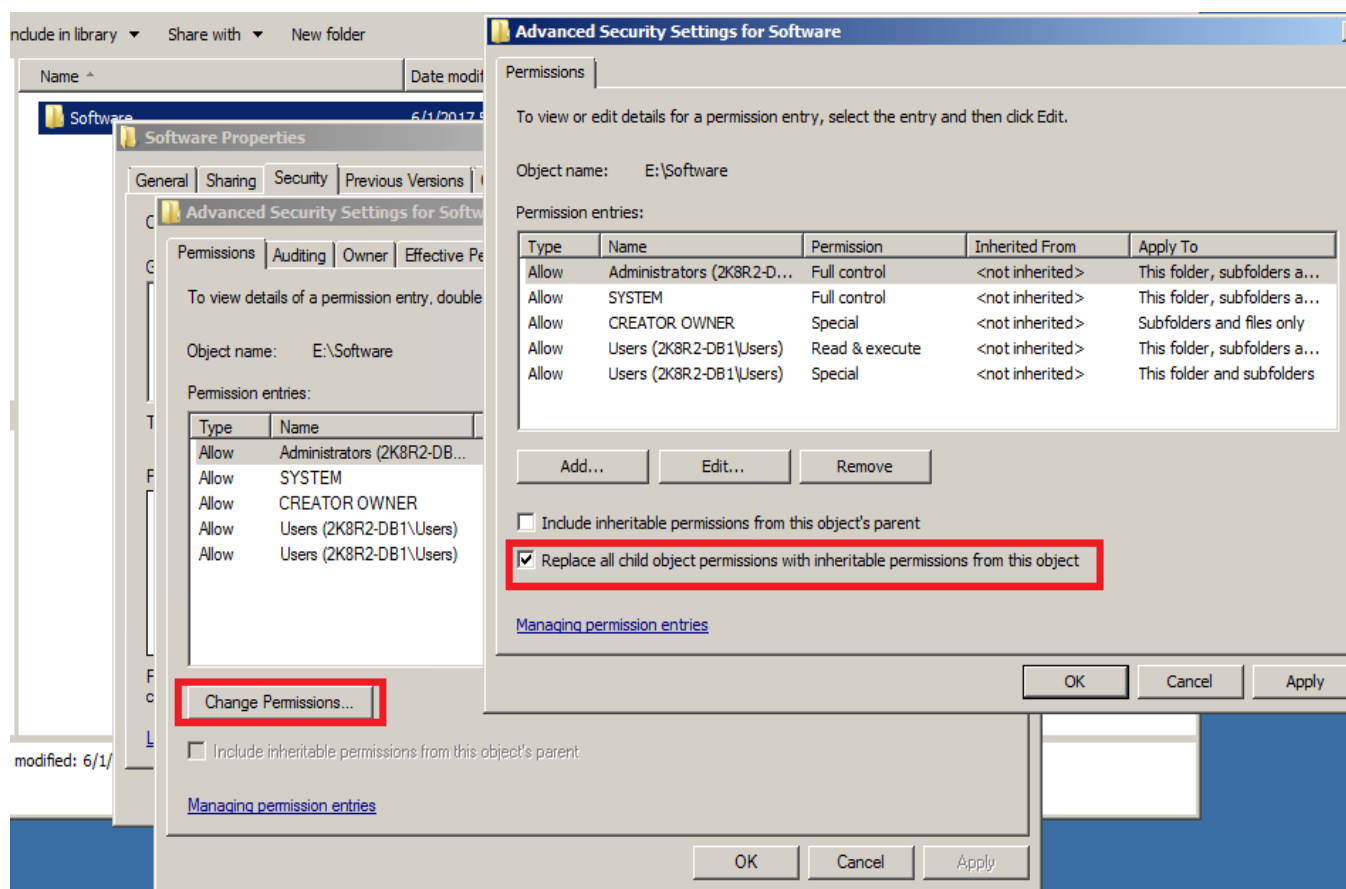 nclude in library Share with New folder
Name Date modif
Software 6/1/2017 5
Software Properties
General Sharing Security Previous Versions
Advanced Security Settings for Softw
Permissions Auditing Owner Effective Pe
To view details of a permission entry, double
Object name: E:\Software
Permission entries:
Type Name
Allow Administrators (2K8R2-DB...
Allow SYSTEM
Allow CREATOR OWNER
Allow Users (2K8R2-DB1\Users)
Allow Users (2K8R2-DB1\Users)
Change Permissions...
Include inheritable permissions from this object's parent
Managing permission entries
OK Cancel Apply
modified: 6/1/
Advanced Security Settings for Software
Permissions
To view or edit details for a permission entry, select the entry and then click Edit.
Object name: E:\Software
Permission entries:
Type Name Permission Inherited From Apply To
Allow Administrators (2K8R2-D... Full control <not inherited> This folder, subfolders a...
Allow SYSTEM Full control <not inherited> This folder, subfolders a...
Allow CREATOR OWNER Special <not inherited> Subfolders and files only
Allow Users (2K8R2-DB1\Users) Read & execute <not inherited> This folder, subfolders a...
Allow Users (2K8R2-DB1\Users) Special <not inherited> This folder and subfolders
Add... Edit... Remove
Include inheritable permissions from this object's parent
Replace all child object permissions with inheritable permissions from this object
Managing permission entries
OK Cancel Apply